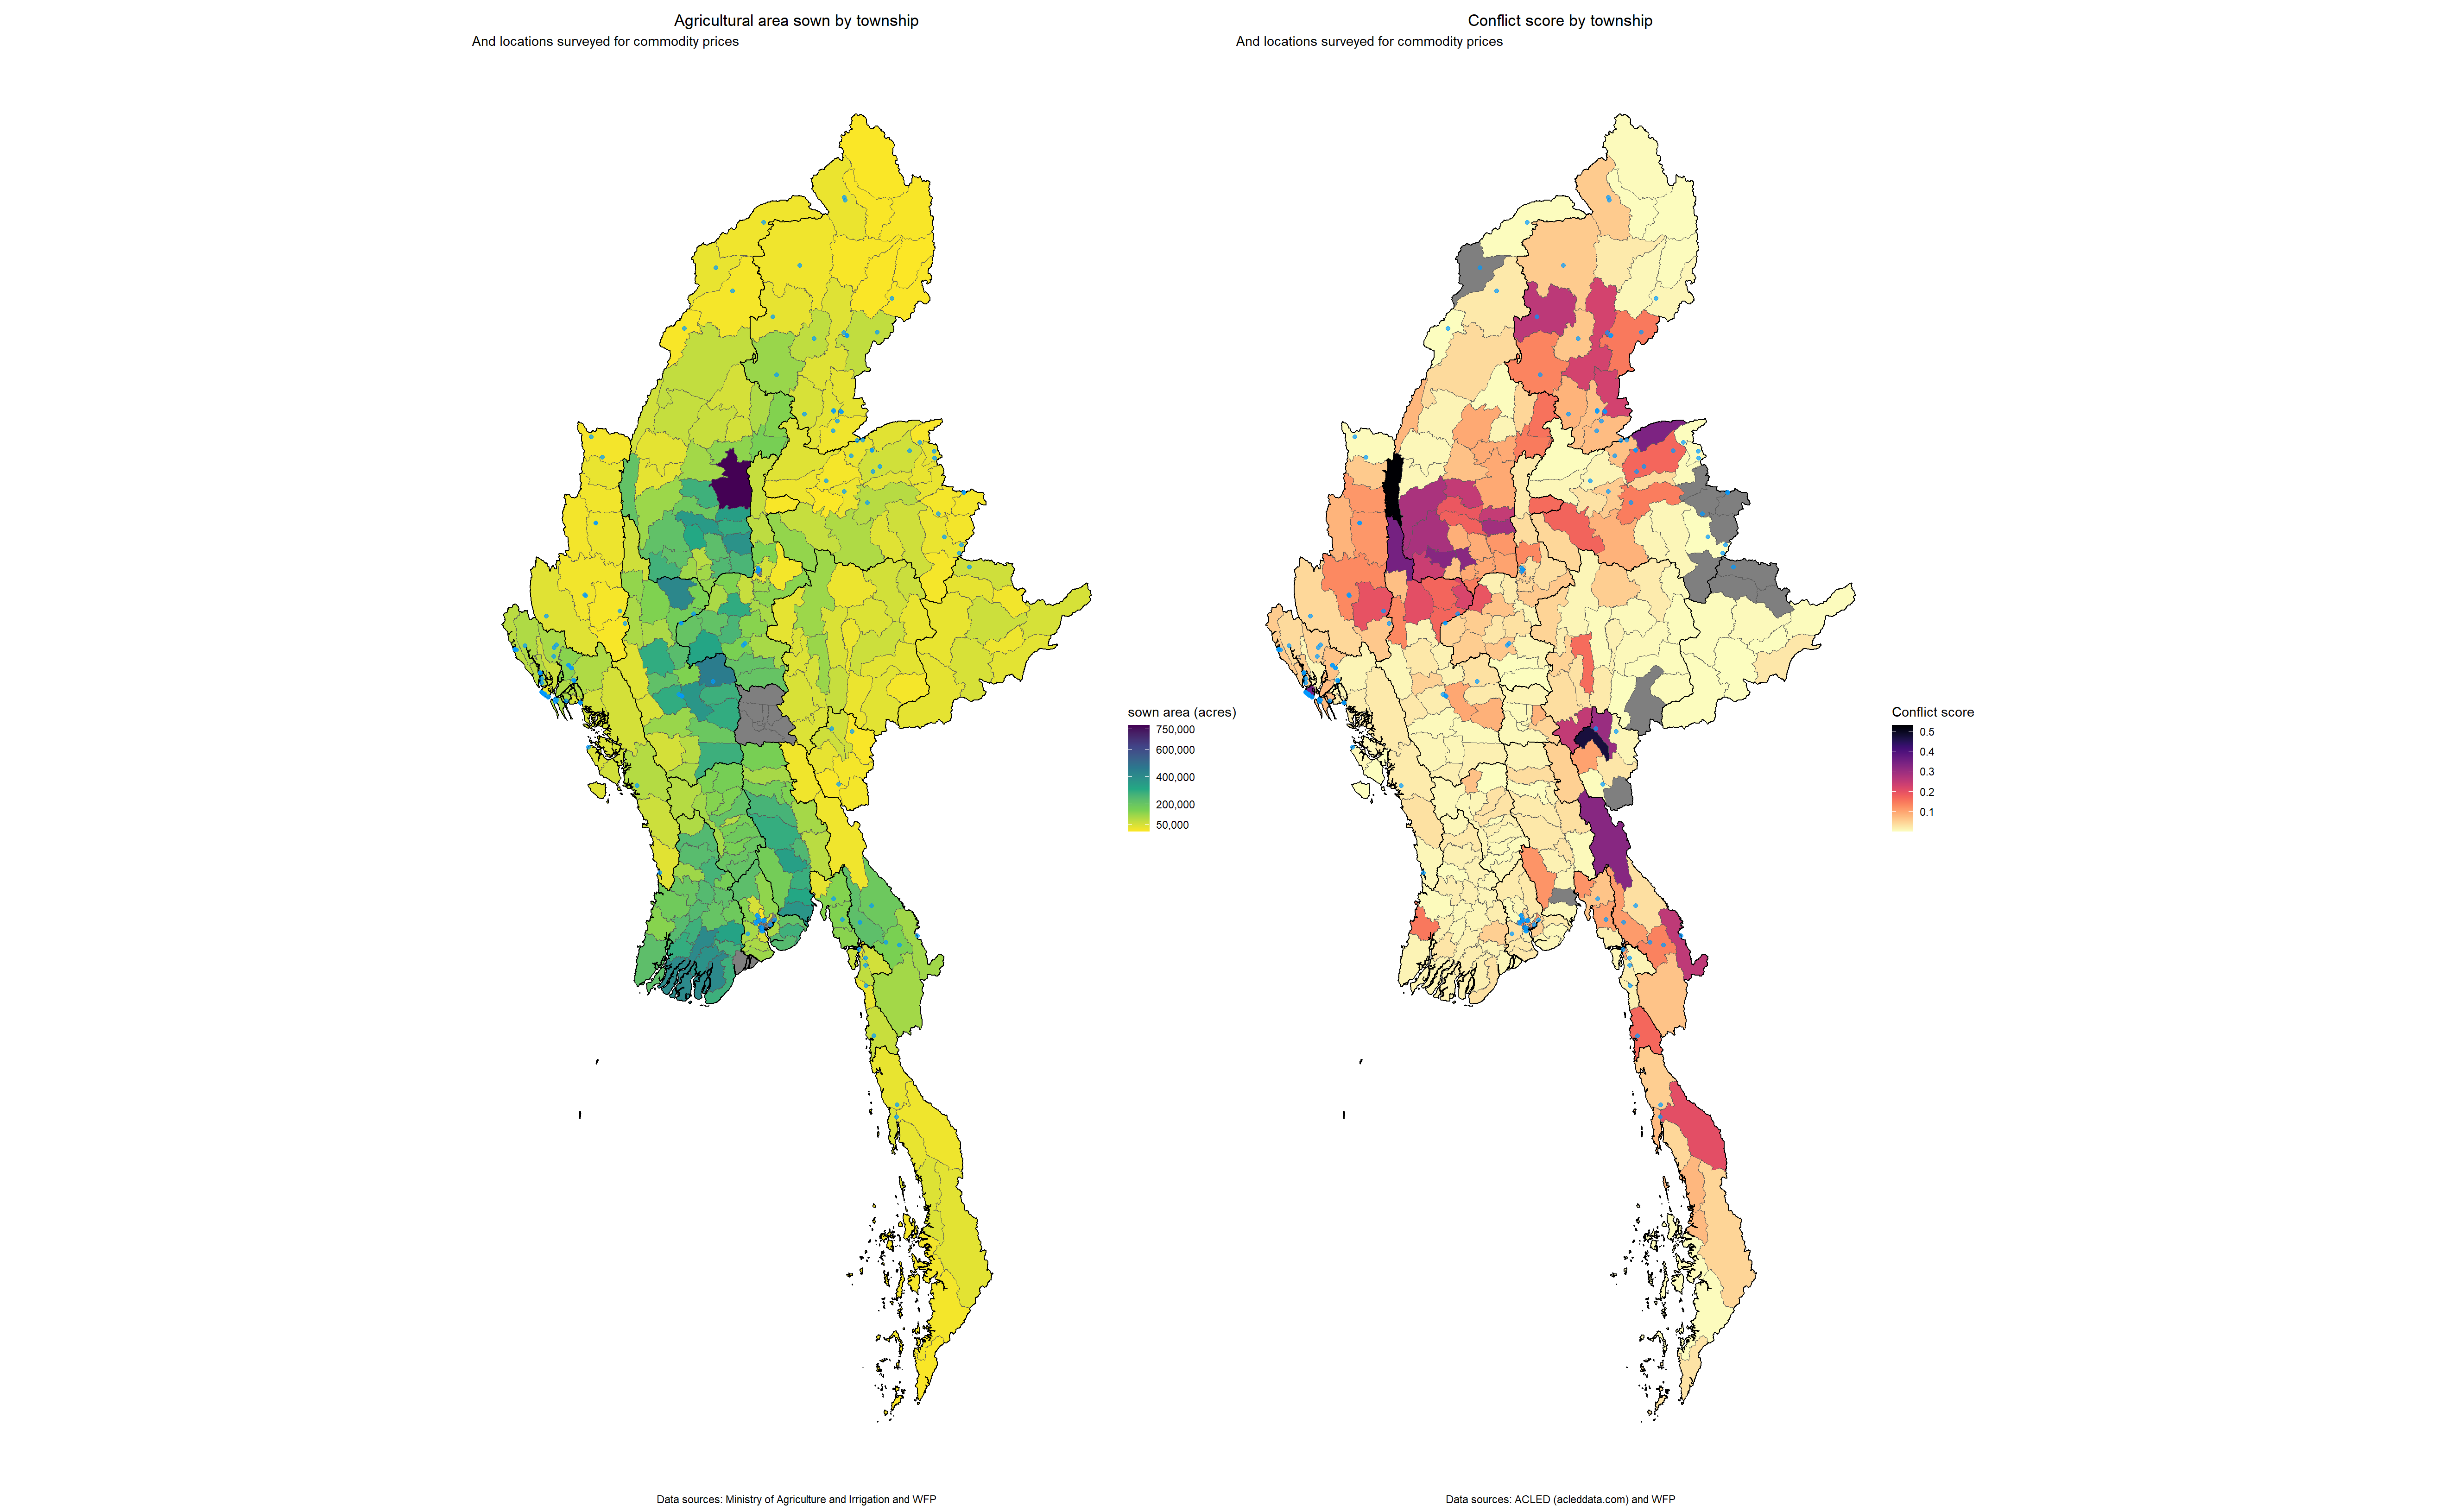 Agricultural area sown by township
And locations surveyed for commodity prices
sown area (acres)
750,000
600,000
400,000
200,000
50,000
Data sources: Ministry of Agriculture and Irrigation and WFP
Conflict score by township
And locations surveyed for commodity prices
Conflict score
0.5
0.4
0.3
0.2
0.1
Data sources: ACLED (acleddata.com) and WFP